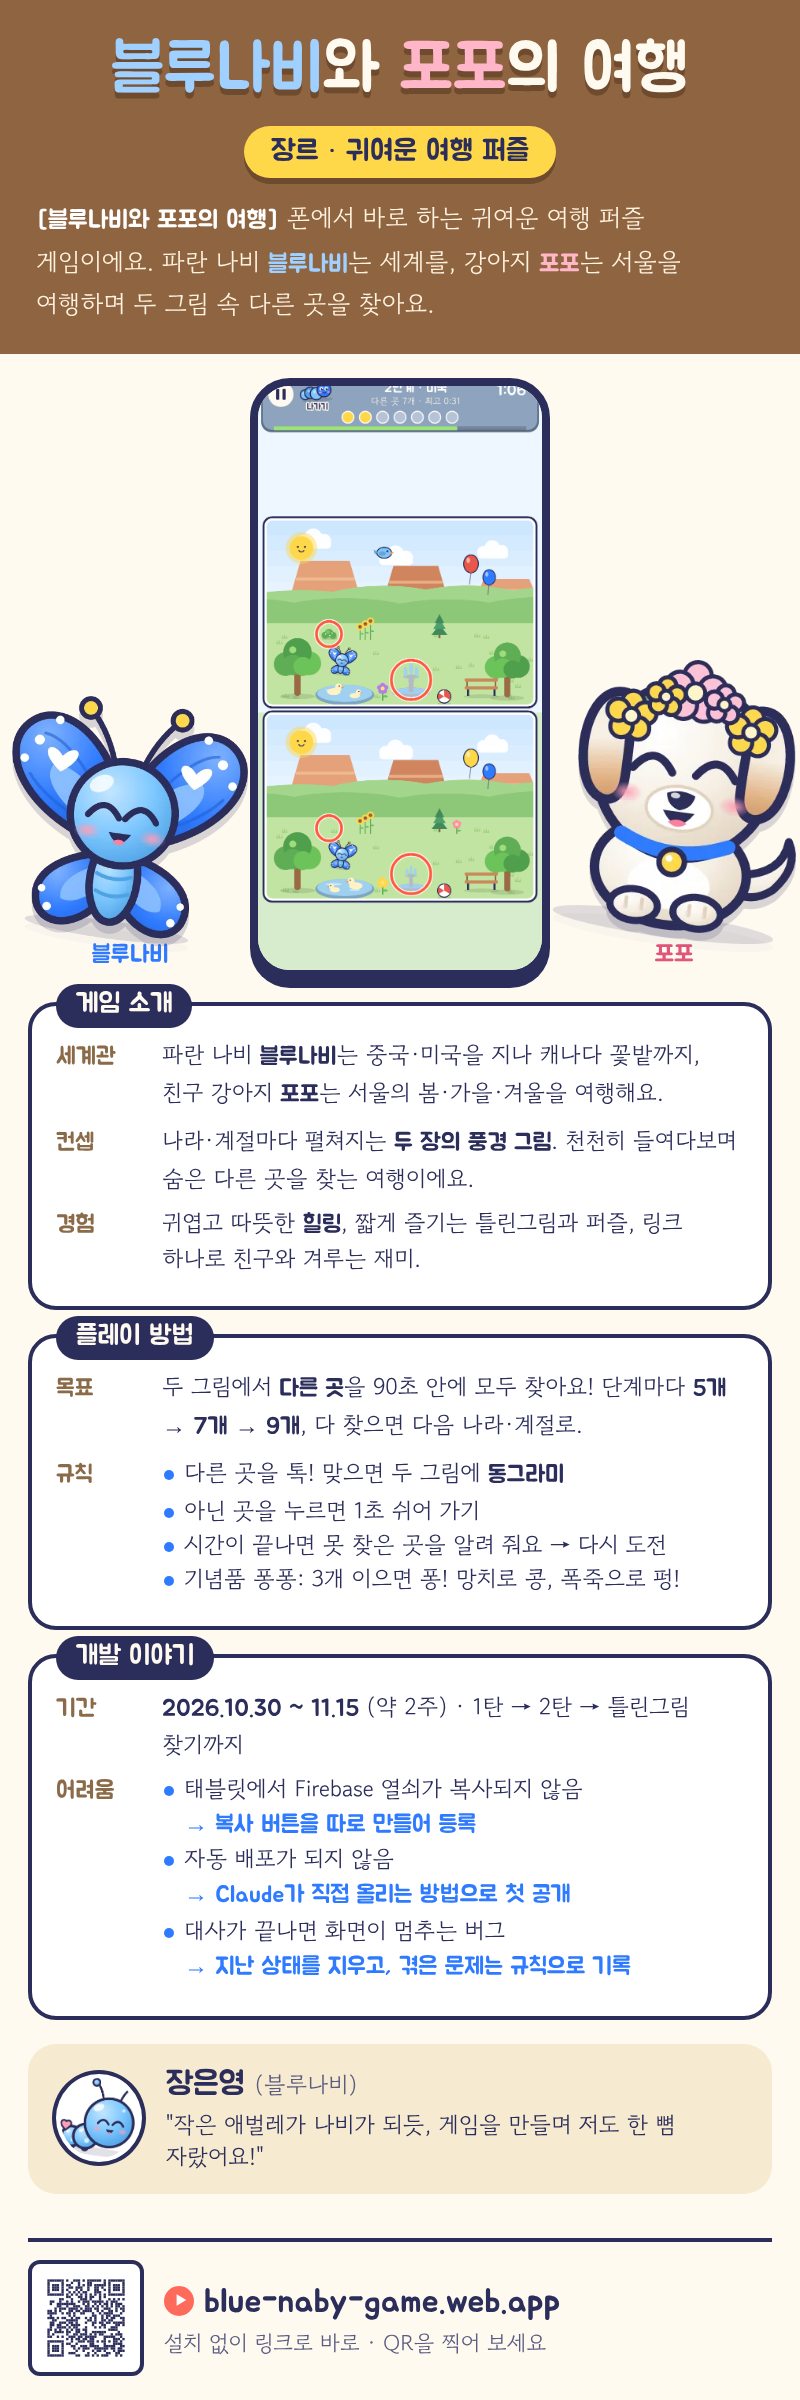 블루나비와 포포의 여행
장르 · 귀여운 여행 퍼즐
[블루나비와 포포의 여행] 폰에서 바로 하는 귀여운 여행 퍼즐
게임이에요. 파란 나비 블루나비는 세계를, 강아지 포포는 서울을
여행하며 두 그림 속 다른 곳을 찾아요.
1:06
다른 곳 7개 · 최고 0:31
나가기
블루나비
포포
게임 소개
세계관 파란 나비 블루나비는 중국·미국을 지나 캐나다 꽃밭까지,
친구 강아지 포포는 서울의 봄·가을·겨울을 여행해요.
컨셉 나라·계절마다 펼쳐지는 두 장의 풍경 그림. 천천히 들여다보며
숨은 다른 곳을 찾는 여행이에요.
경험 귀엽고 따뜻한 힐링, 짧게 즐기는 틀린그림과 퍼즐, 링크
하나로 친구와 겨루는 재미.
플레이 방법
목표 두 그림에서 다른 곳을 90초 안에 모두 찾아요! 단계마다 5개
→ 7개 → 9개, 다 찾으면 다음 나라·계절로.
규칙 ● 다른 곳을 톡! 맞으면 두 그림에 동그라미
● 아닌 곳을 누르면 1초 쉬어 가기
● 시간이 끝나면 못 찾은 곳을 알려 줘요 → 다시 도전
● 기념품 퐁퐁: 3개 이으면 퐁! 망치로 콩, 폭죽으로 펑!
개발 이야기
기간 2026.10.30 ~ 11.15 (약 2주) · 1탄 → 2탄 → 틀린그림
찾기까지
어려움 ● 태블릿에서 Firebase 열쇠가 복사되지 않음
→ 복사 버튼을 따로 만들어 등록
● 자동 배포가 되지 않음
→ Claude가 직접 올리는 방법으로 첫 공개
● 대사가 끝나면 화면이 멈추는 버그
→ 지난 상태를 지우고, 겪은 문제는 규칙으로 기록
장은영 (블루나비)
"작은 애벌레가 나비가 되듯, 게임을 만들며 저도 한 뼘
자랐어요!"
blue-naby-game.web.app
설치 없이 링크로 바로 · QR을 찍어 보세요